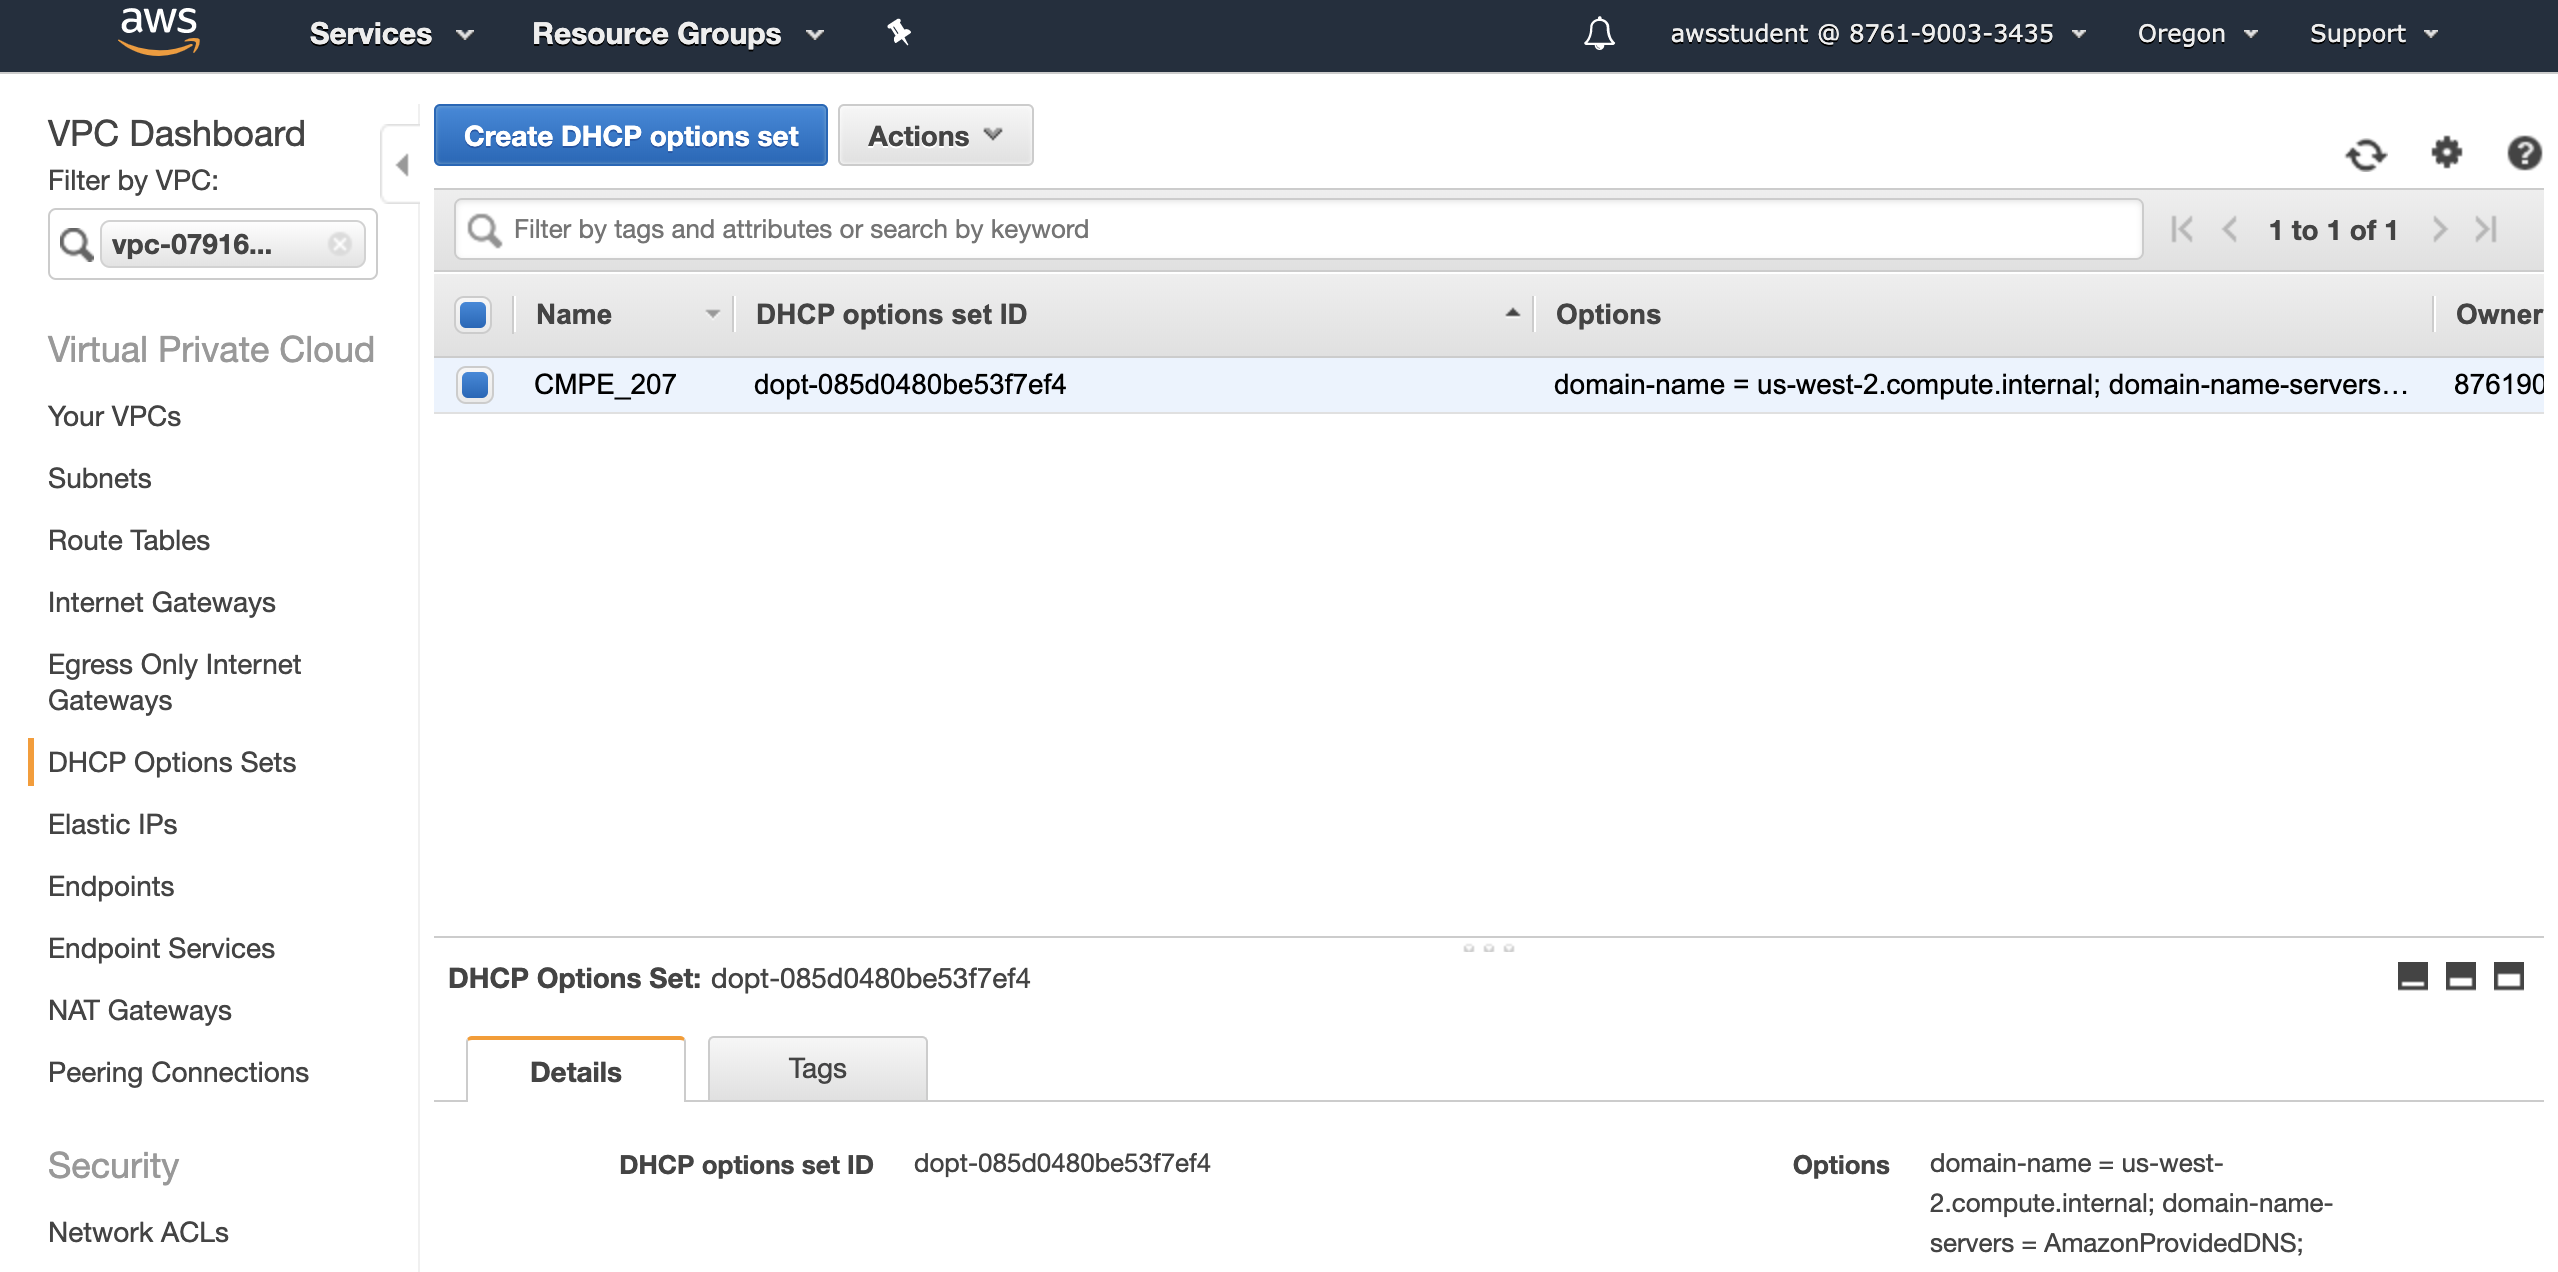 aws
Services
Resource Groups
awsstudent @ 8761-9003-3435
Oregon
Support
VPC Dashboard
Filter by VPC:
vpc-07916...
Virtual Private Cloud
Your VPCs
Subnets
Route Tables
Internet Gateways
Egress Only Internet
Gateways
DHCP Options Sets
Elastic IPs
Endpoints
Endpoint Services
NAT Gateways
Peering Connections
Security
Network ACLs
Create DHCP options set
Actions
?
Filter by tags and attributes or search by keyword
1 to 1 of 1
Name
DHCP options set ID
Options
Owner
CMPE_207
dopt-085d0480be53f7ef4
domain-name = us-west-2.compute.internal; domain-name-servers…
876190
DHCP Options Set: dopt-085d0480be53f7ef4
Details
Tags
DHCP options set ID
dopt-085d0480be53f7ef4
Options
domain-name = us-west-
2.compute.internal; domain-name-
servers = AmazonProvidedDNS;